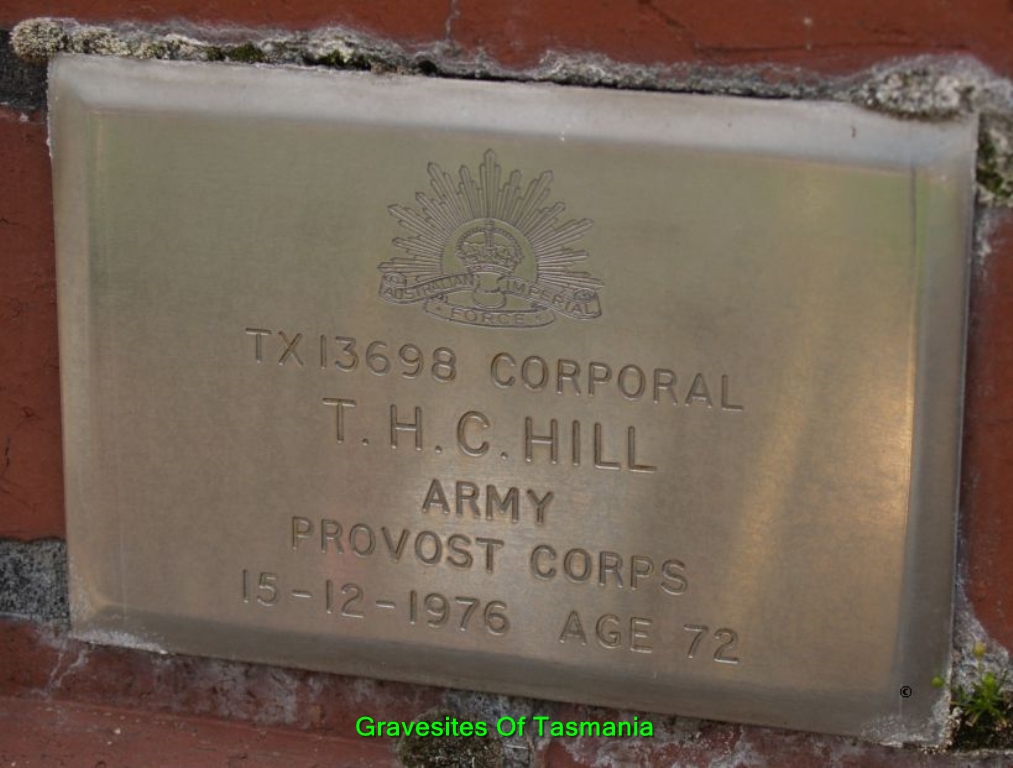 AUSTRALIAN IMPERIAL
FORCE
TX13698 CORPORAL
T. H. C. HILL
ARMY
PROVOST CORPS
15-12-1976 AGE 72
©
Gravesites Of Tasmania